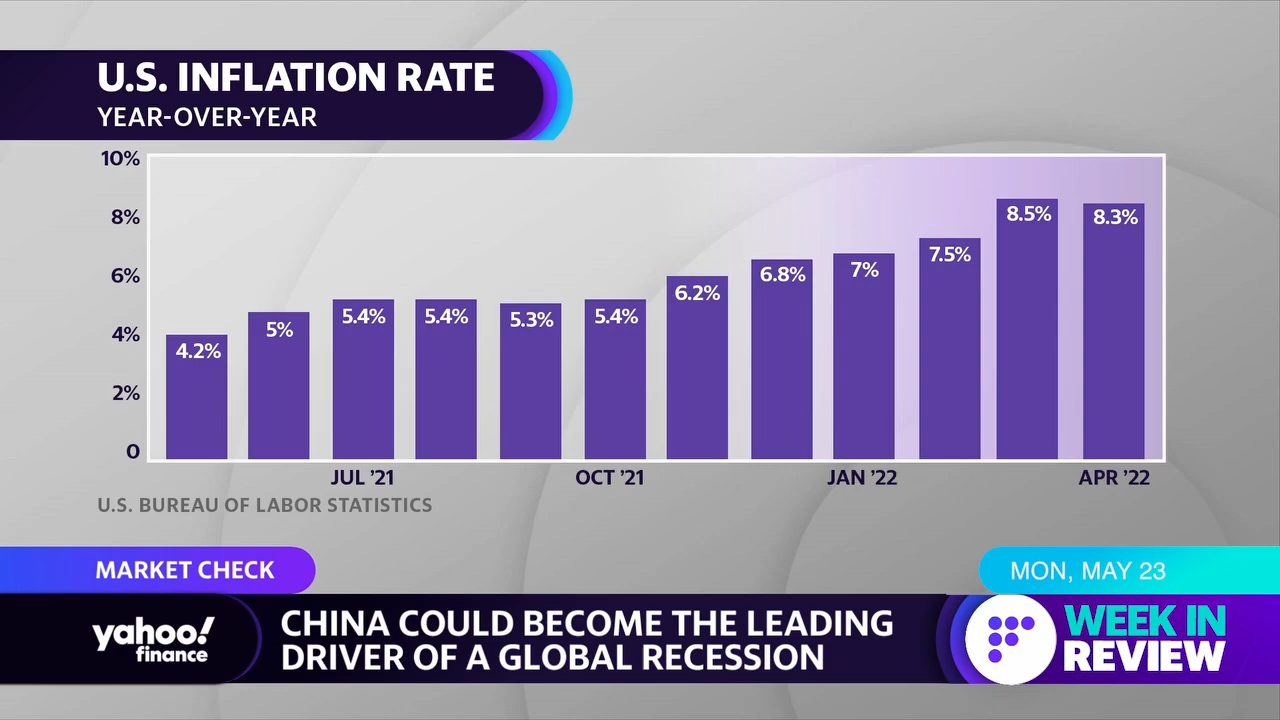 U.S. INFLATION RATE
YEAR-OVER-YEAR
10%
8%
6%
4%
2%
0
4.2%
5%
5.4%
5.4%
5.3%
5.4%
6.2%
6.8%
7%
7.5%
8.5%
8.3%
JUL ’21
OCT ’21
JAN ’22
APR ’22
U.S. BUREAU OF LABOR STATISTICS
MARKET CHECK
MON, MAY 23
yahoo!
finance
CHINA COULD BECOME THE LEADING
DRIVER OF A GLOBAL RECESSION
WEEK IN
REVIEW